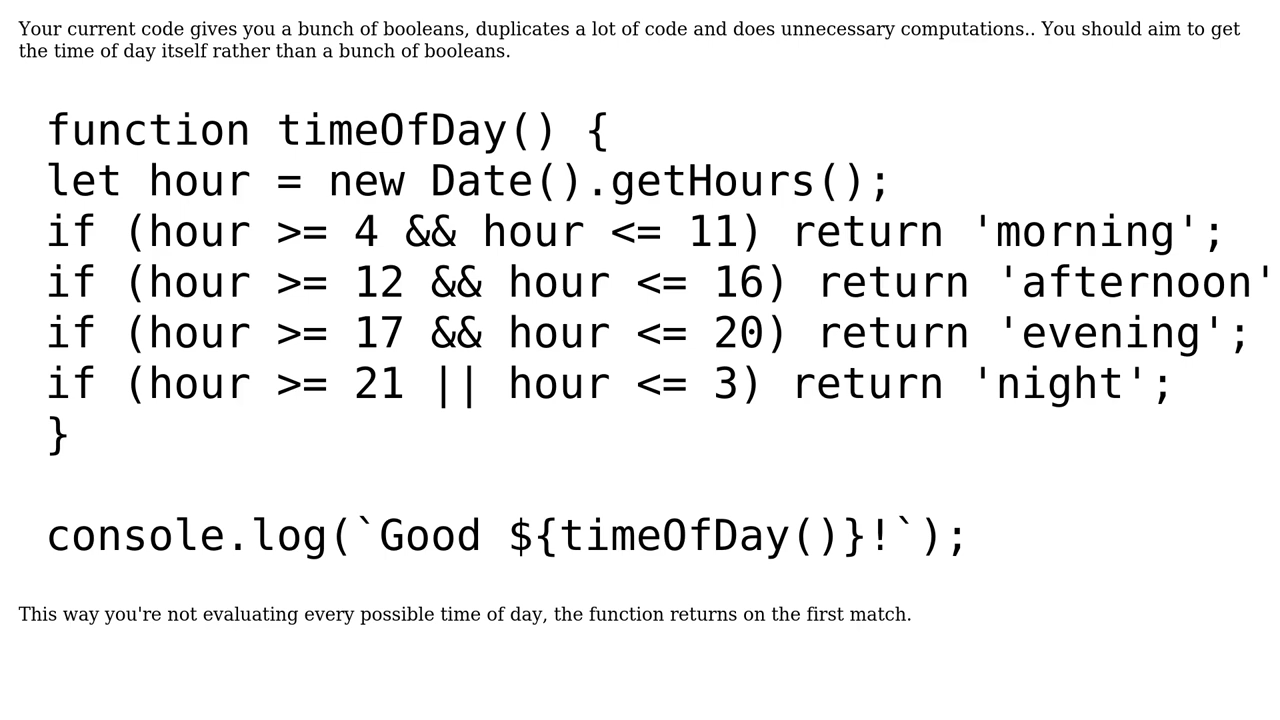 Your current code gives you a bunch of booleans, duplicates a lot of code and does unnecessary computations.. You should aim to get
the time of day itself rather than a bunch of booleans.
function timeOfDay() {
let hour = new Date().getHours();
if (hour >= 4 && hour <= 11) return 'morning';
if (hour >= 12 && hour <= 16) return 'afternoon'
if (hour >= 17 && hour <= 20) return 'evening';
if (hour >= 21 || hour <= 3) return 'night';
}
console.log(`Good ${timeOfDay()}!`);
This way you're not evaluating every possible time of day, the function returns on the first match.